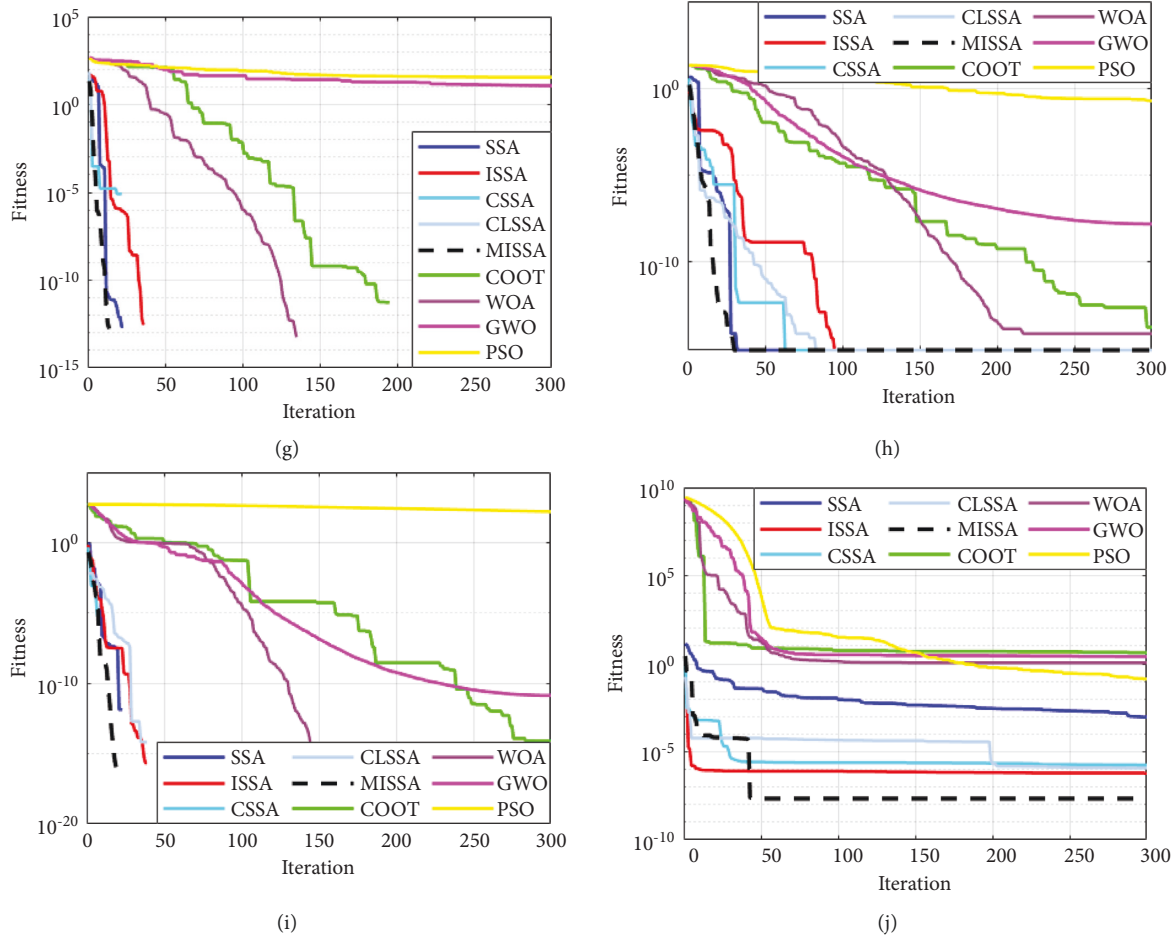 10^5
10^0
10^-5
10^-10
10^-15
Fitness
0 50 100 150 200 250 300
Iteration
SSA
ISSA
CSSA
CLSSA
MISSA
COOT
WOA
GWO
PSO
(g)
SSA CLSSA WOA
ISSA MISSA GWO
CSSA COOT PSO
10^0
10^-10
Fitness
0 50 100 150 200 250 300
Iteration
(h)
10^0
10^-10
10^-20
Fitness
SSA CLSSA WOA
ISSA MISSA GWO
CSSA COOT PSO
0 50 100 150 200 250 300
Iteration
(i)
10^10
10^5
10^0
10^-5
10^-10
Fitness
SSA CLSSA WOA
ISSA MISSA GWO
CSSA COOT PSO
0 50 100 150 200 250 300
Iteration
(j)